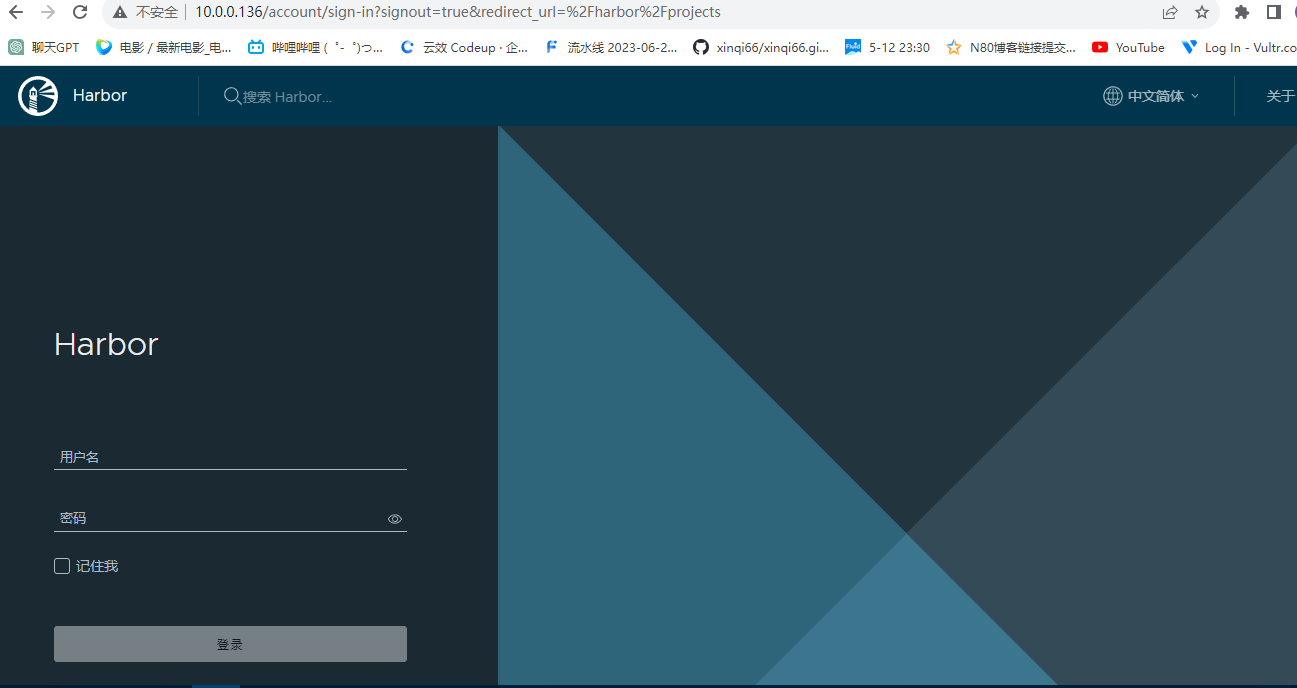 不安全 10.0.0.136/account/sign-in?signout=true&redirect_url=%2Fharbor%2Fprojects
聊天GPT 电影 / 最新电影_电... 哔哩哔哩 ( ゜- ゜)つ... 云效 Codeup · 企... 流水线 2023-06-2... xinqi66/xinqi66.gi... Fluid 5-12 23:30 N80博客链接提交... YouTube Log In - Vultr.co
Harbor 搜索 Harbor... 中文简体 关于
Harbor
用户名
密码
记住我
登录